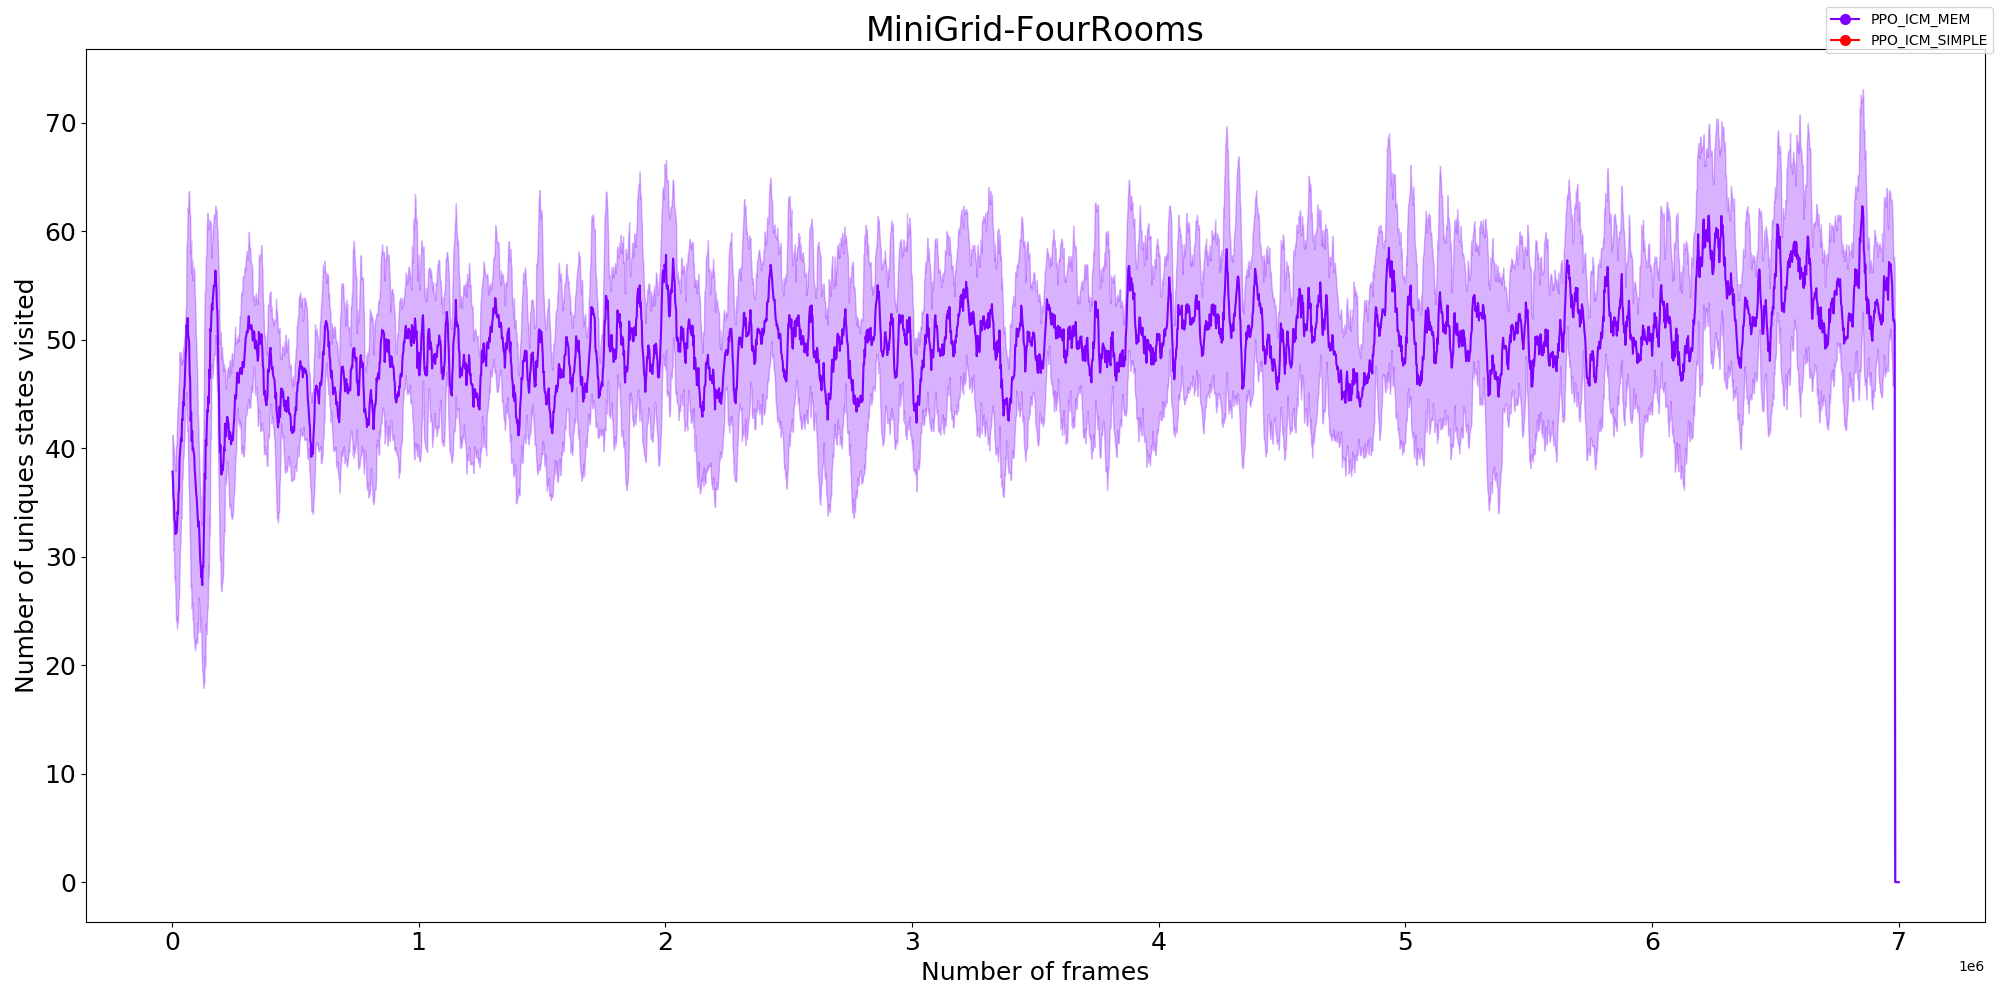 MiniGrid-FourRooms
PPO_ICM_MEM
PPO_ICM_SIMPLE
Number of uniques states visited
70
60
50
40
30
20
10
0
0 1 2 3 4 5 6 7
1e6
Number of frames